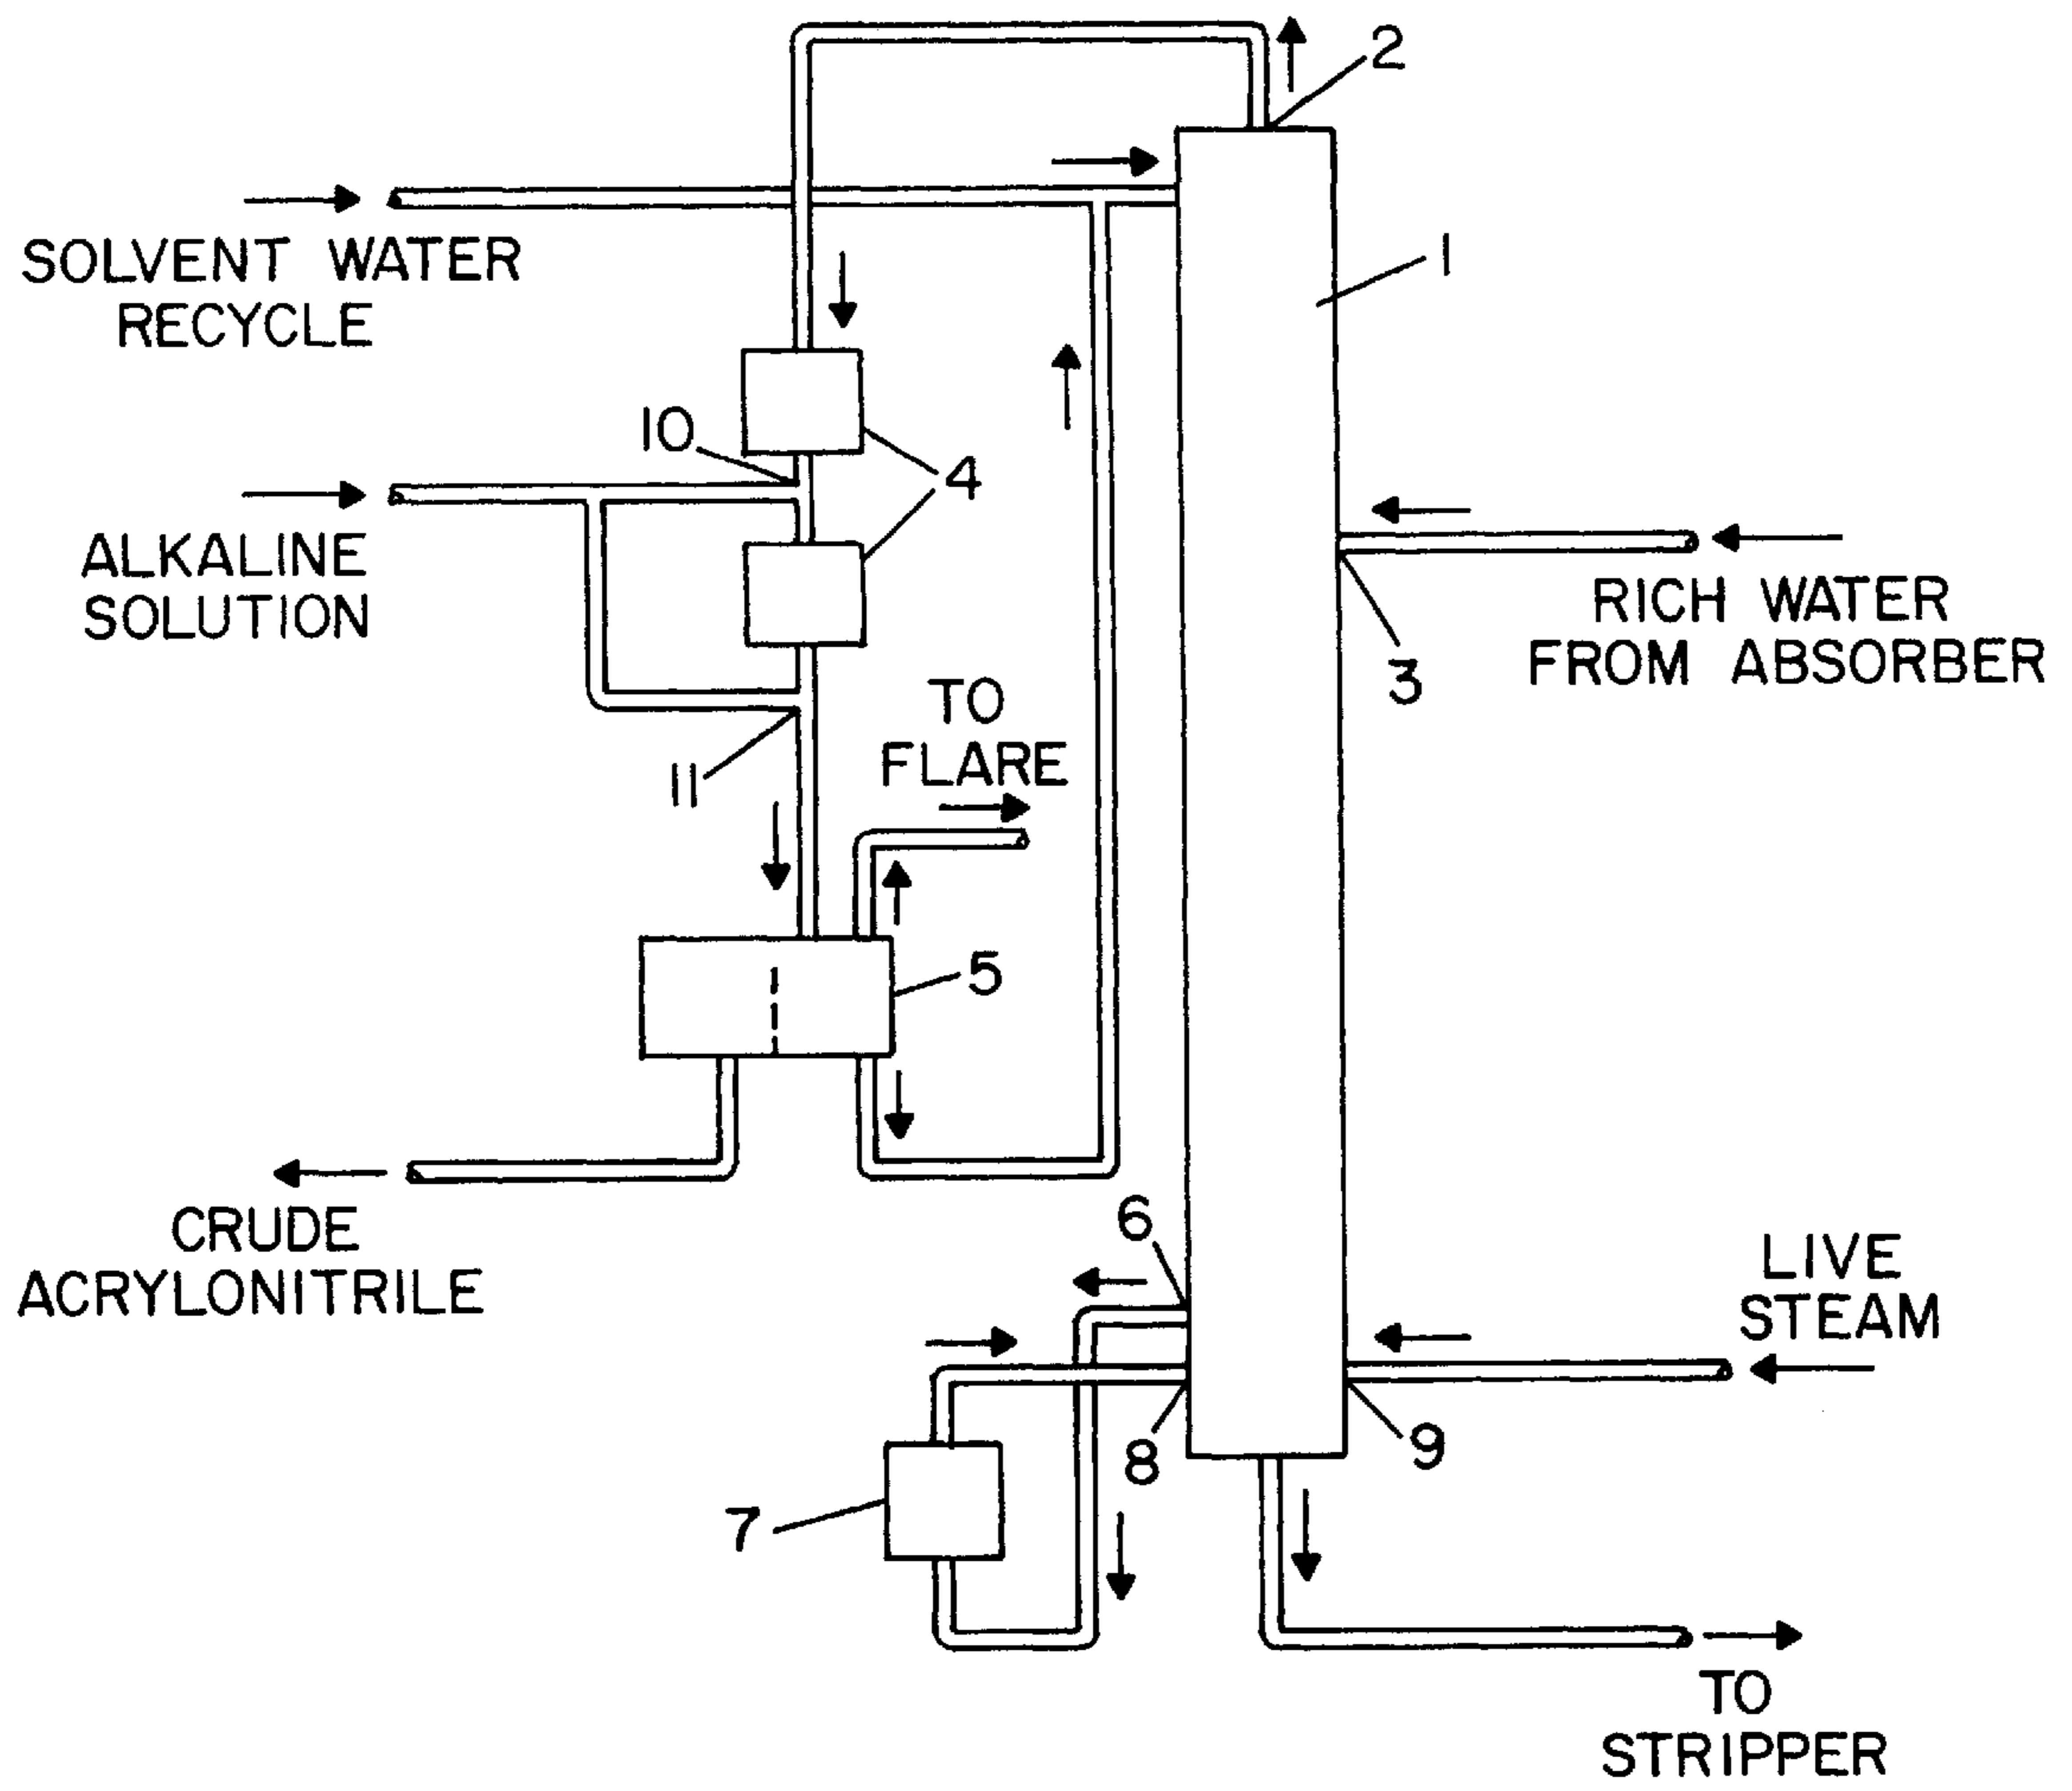 2
SOLVENT WATER
RECYCLE
1
10
4
ALKALINE
SOLUTION
RICH WATER
FROM ABSORBER
3
TO
FLARE
11
5
CRUDE
ACRYLONITRILE
6
LIVE
STEAM
8
9
7
TO
STRIPPER